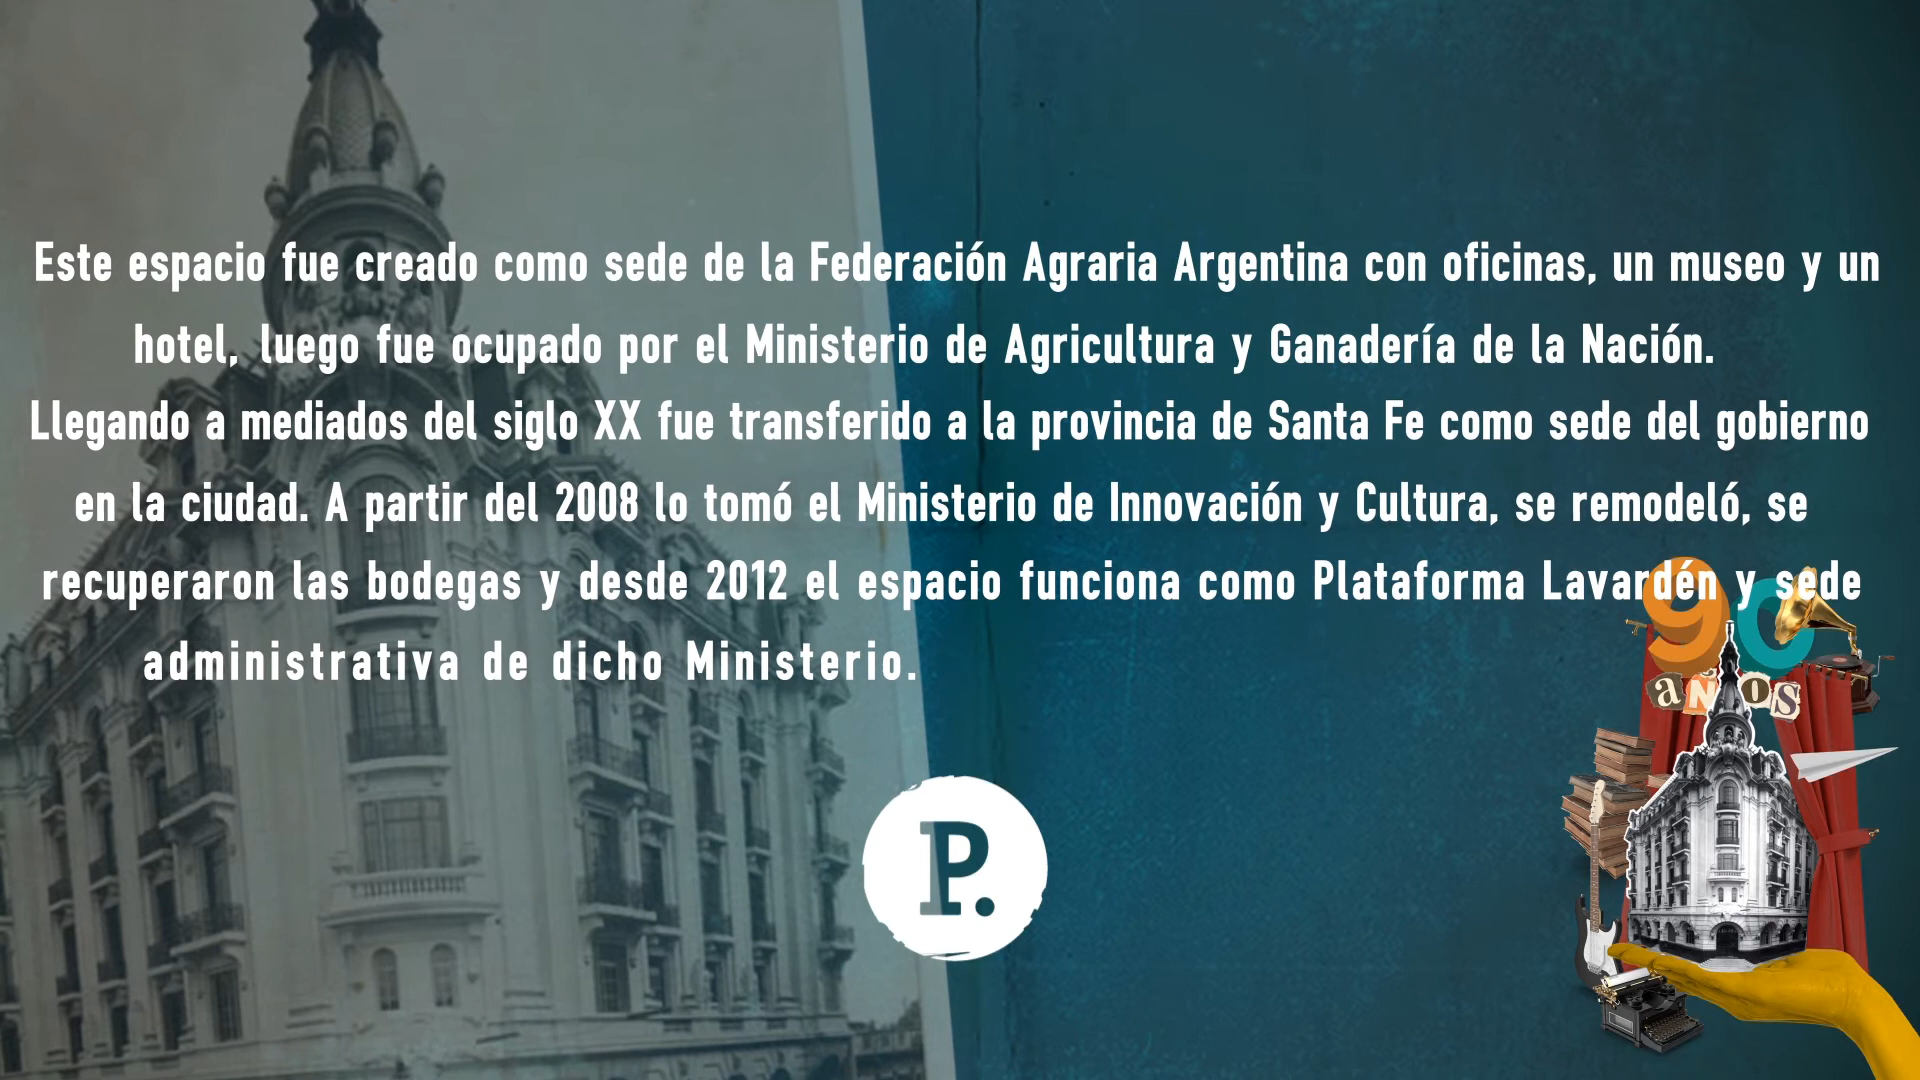 Este espacio fue creado como sede de la Federación Agraria Argentina con oficinas, un museo y un
hotel, luego fue ocupado por el Ministerio de Agricultura y Ganadería de la Nación.
Llegando a mediados del siglo XX fue transferido a la provincia de Santa Fe como sede del gobierno
en la ciudad. A partir del 2008 lo tomó el Ministerio de Innovación y Cultura, se remodeló, se
recuperaron las bodegas y desde 2012 el espacio funciona como Plataforma Lavardén y sede
administrativa de dicho Ministerio.
90
aÑos
P.